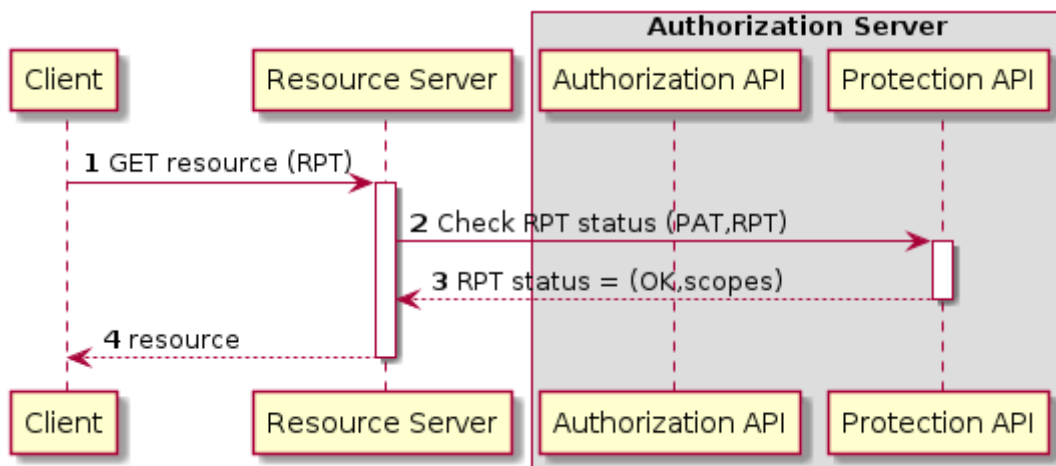 Authorization Server
Client
Resource Server
Authorization API
Protection API
1 GET resource (RPT)
2 Check RPT status (PAT,RPT)
3 RPT status = (OK,scopes)
4 resource
Client
Resource Server
Authorization API
Protection API